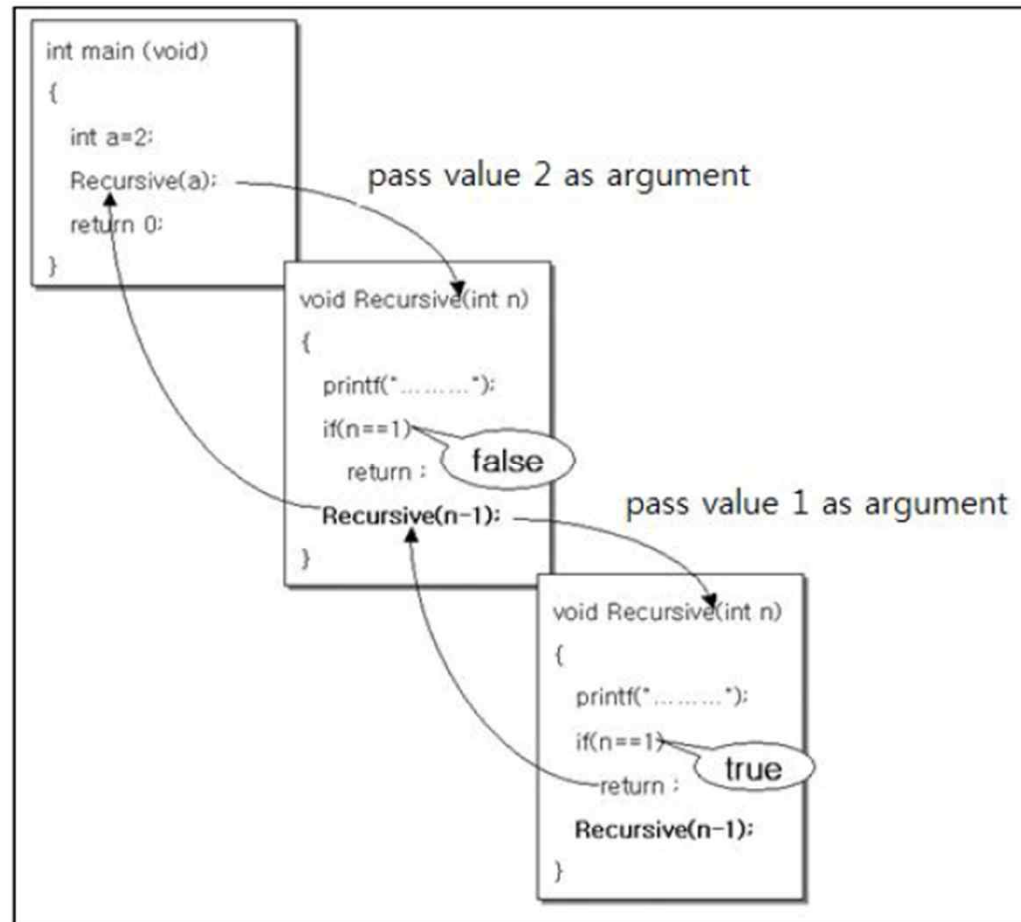 int main (void)
{
int a=2;
Recursive(a);
return 0;
}
pass value 2 as argument
void Recursive(int n)
{
printf("………");
if(n==1)
false
return ;
Recursive(n-1);
}
pass value 1 as argument
void Recursive(int n)
{
printf("………");
if(n==1)
true
return ;
Recursive(n-1);
}